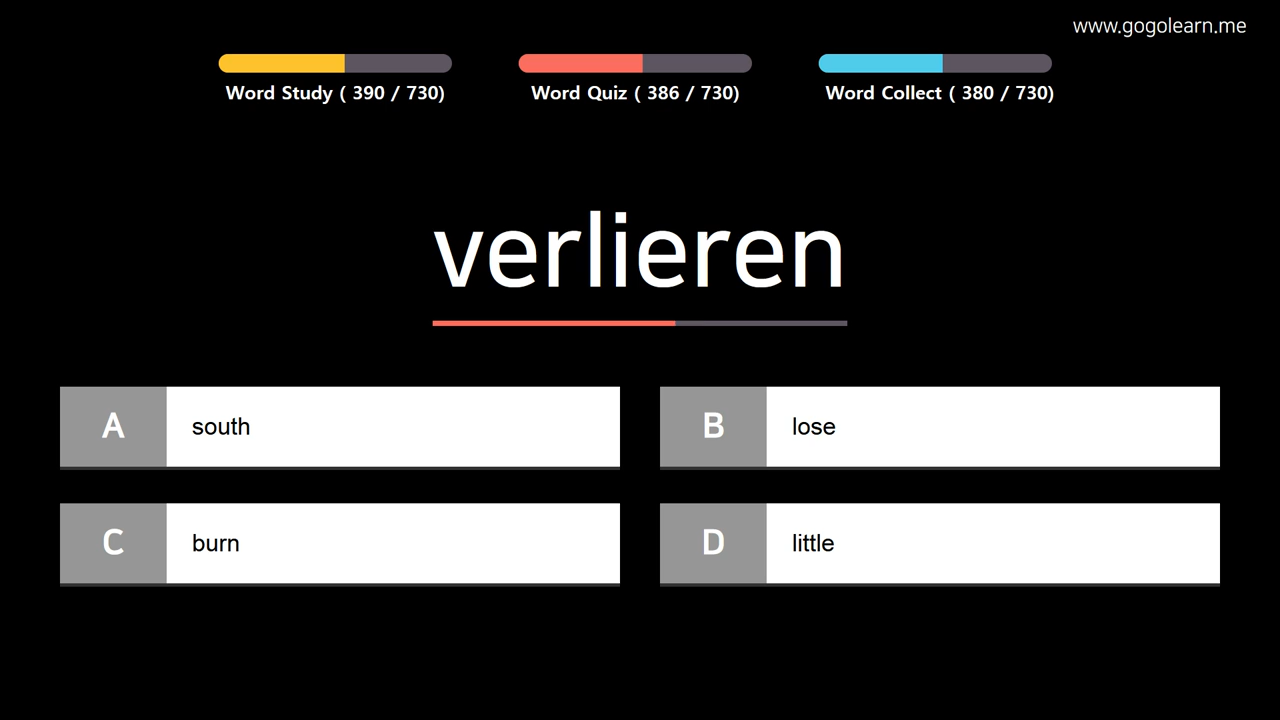 www.gogolearn.me
Word Study ( 390 / 730)
Word Quiz ( 386 / 730)
Word Collect ( 380 / 730)
verlieren
A south
B lose
C burn
D little